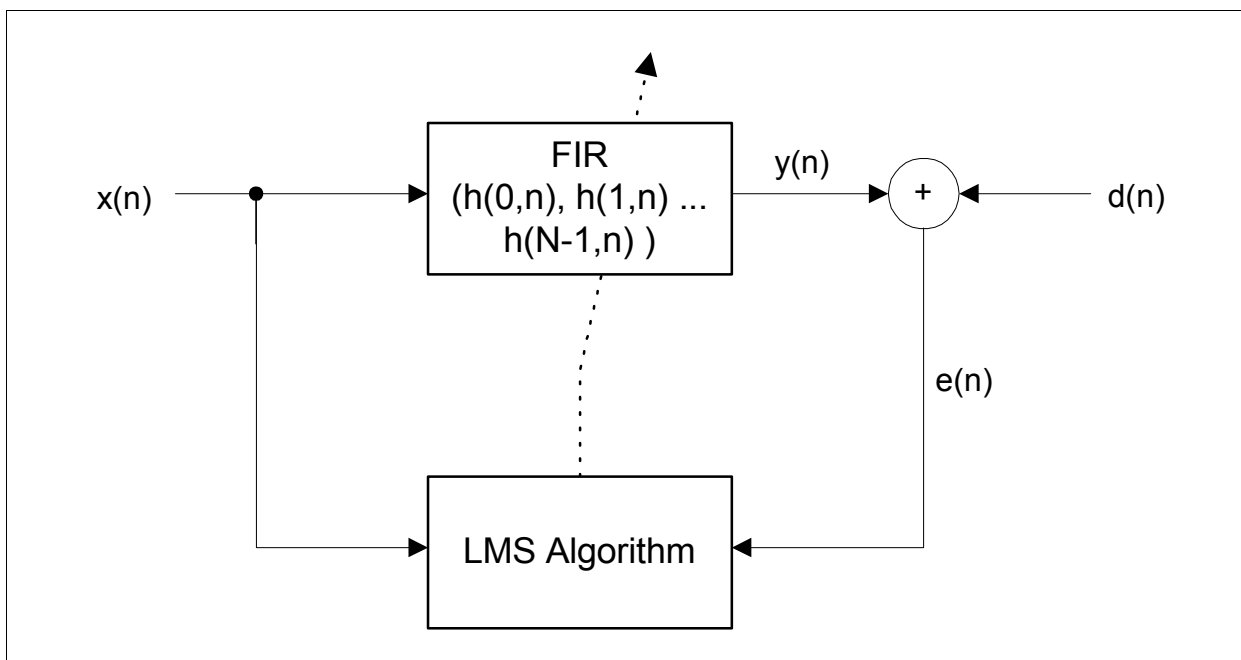 FIR
(h(0,n), h(1,n) ...
h(N-1,n) )
x(n)
y(n)
+
d(n)
e(n)
LMS Algorithm